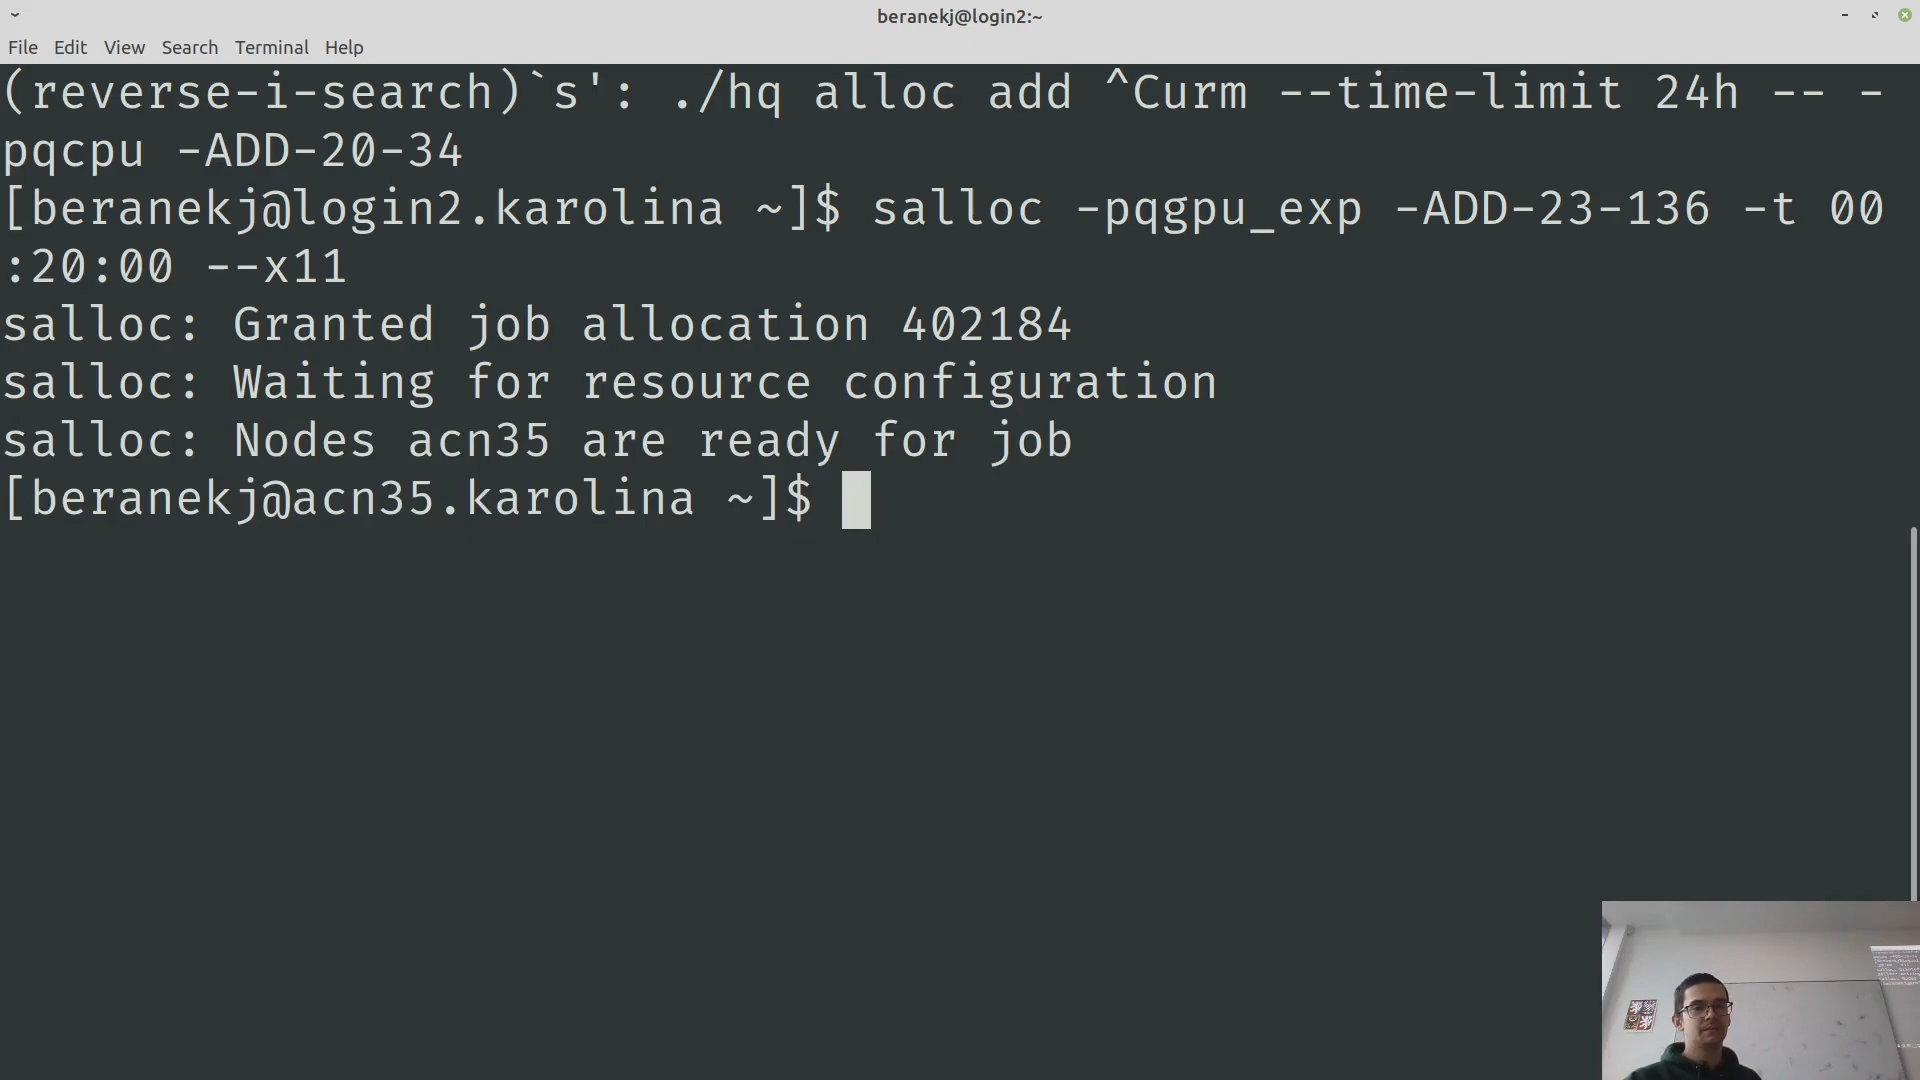 beranekj@login2:~
File Edit View Search Terminal Help
(reverse-i-search)`s': ./hq alloc add ^Curm --time-limit 24h -- -
pqcpu -ADD-20-34
[beranekj@login2.karolina ~]$ salloc -pqgpu_exp -ADD-23-136 -t 00
:20:00 --x11
salloc: Granted job allocation 402184
salloc: Waiting for resource configuration
salloc: Nodes acn35 are ready for job
[beranekj@acn35.karolina ~]$